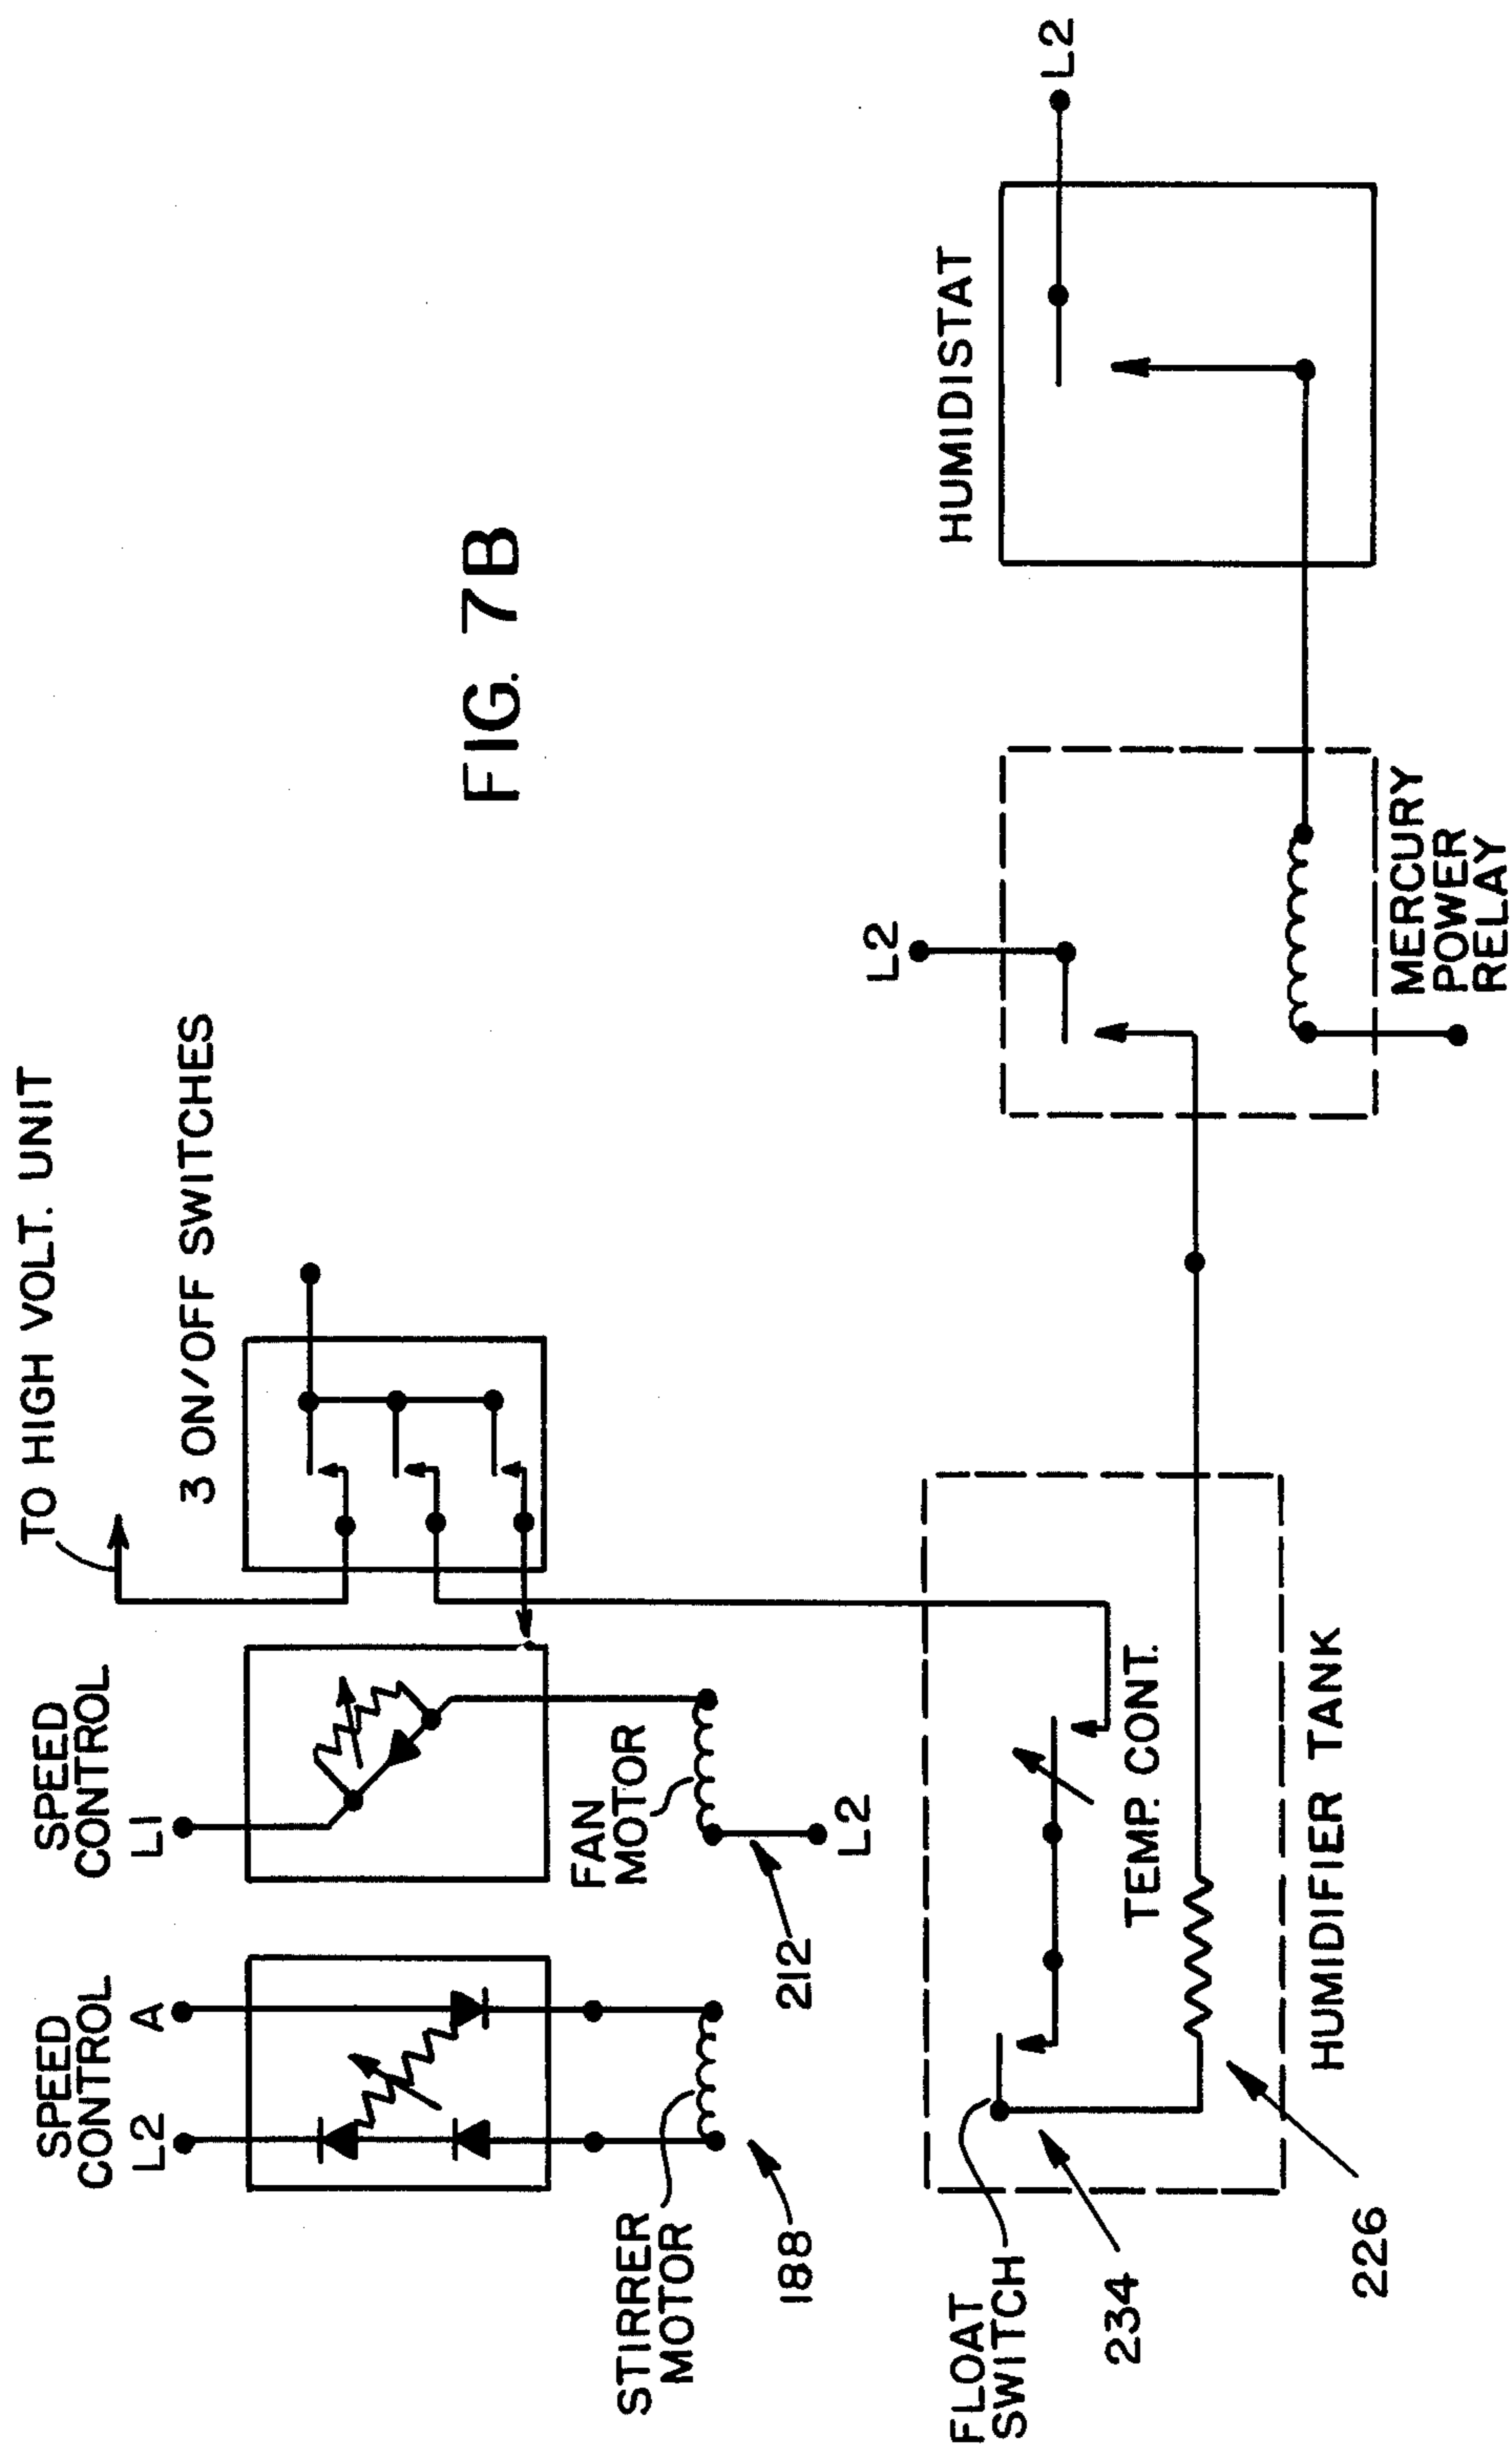 FIG. 7B
SPEED
CONTROL
L2
A
SPEED
CONTROL
L1
TO HIGH VOLT. UNIT
3 ON/OFF SWITCHES
STIRRER
MOTOR
188
FAN
MOTOR
212
L2
FLOAT
SWITCH
234
TEMP. CONT.
226
HUMIDIFIER TANK
L2
MERCURY
POWER
RELAY
HUMIDISTAT
L2